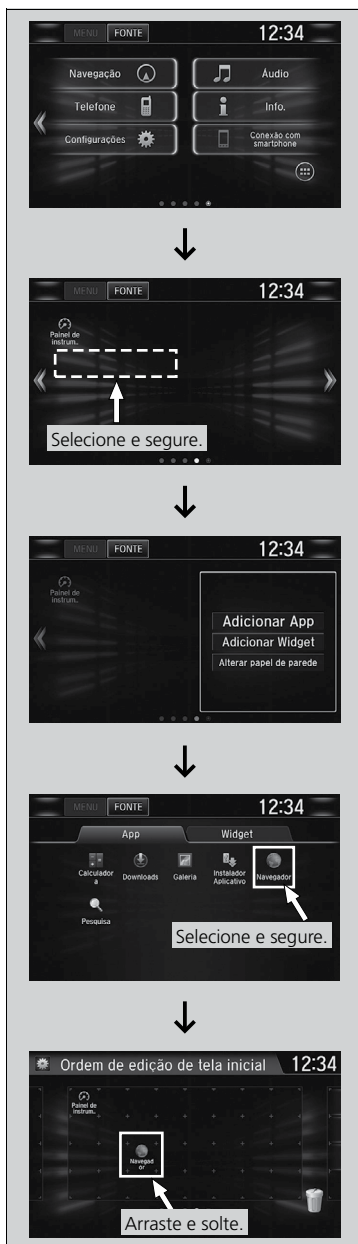 MENU FONTE 12:34
Navegação Áudio
Telefone Info.
Configurações Conexão com
smartphone
MENU FONTE 12:34
Painel de
instrum..
Selecione e segure.
MENU FONTE 12:34
Painel de
instrum..
Adicionar App
Adicionar Widget
Alterar papel de parede
MENU FONTE 12:34
App Widget
Calculador
a
Downloads
Galeria
Instalador
Aplicativo
Navegador
Pesquisa
Selecione e segure.
Ordem de edição de tela inicial 12:34
Painel de
instrum..
Navegad
or
Arraste e solte.